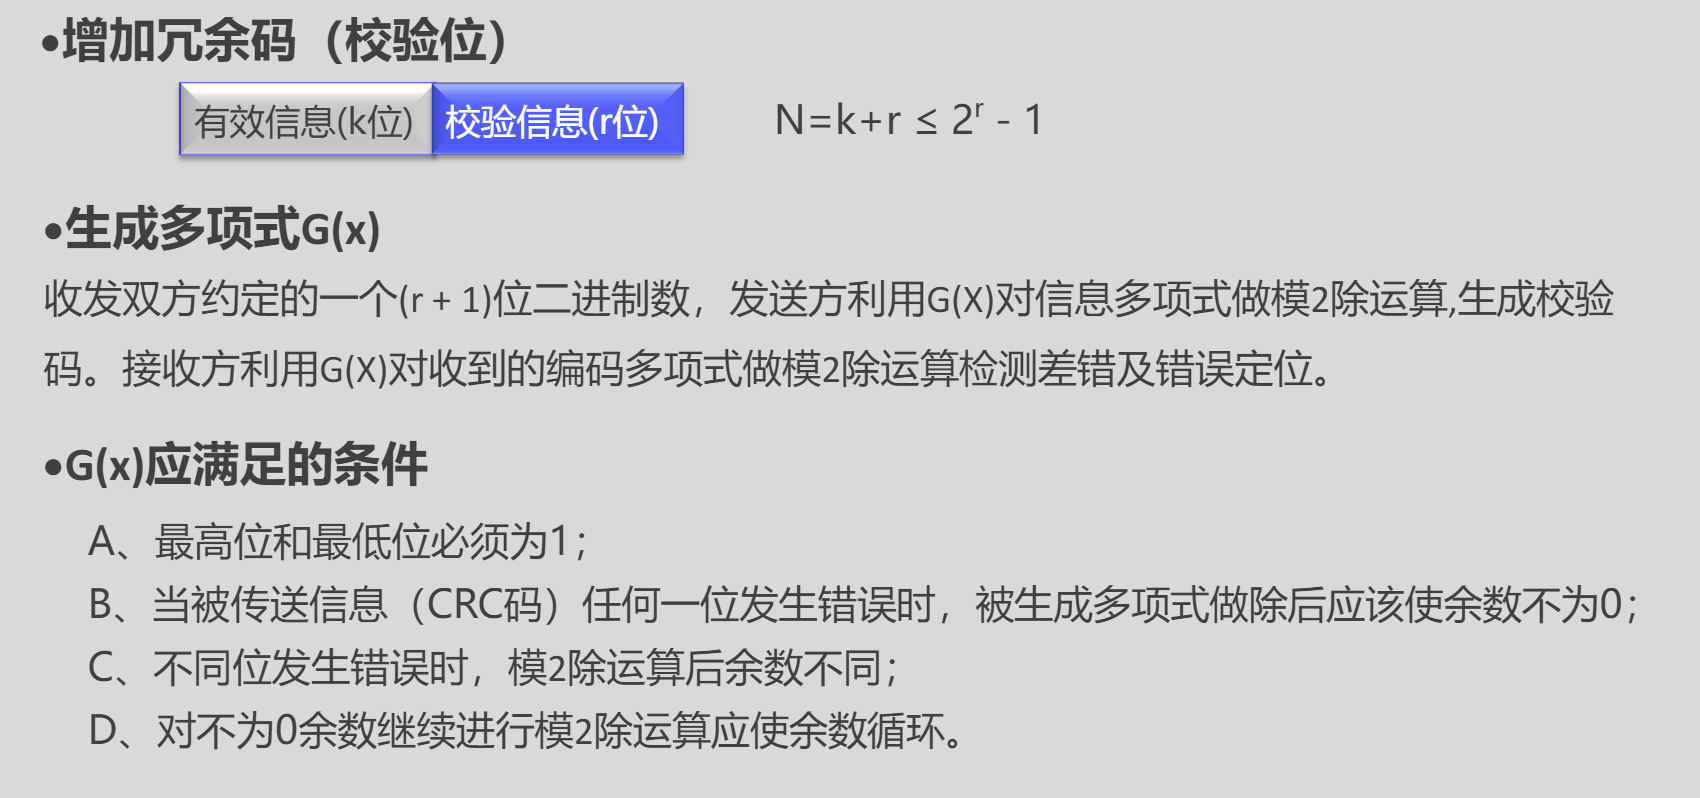 •增加冗余码（校验位）
有效信息(k位) 校验信息(r位) N=k+r ≤ 2ʳ - 1
•生成多项式G(x)
收发双方约定的一个(r + 1)位二进制数，发送方利用G(X)对信息多项式做模2除运算,生成校验
码。接收方利用G(X)对收到的编码多项式做模2除运算检测差错及错误定位。
•G(x)应满足的条件
A、最高位和最低位必须为1；
B、当被传送信息（CRC码）任何一位发生错误时，被生成多项式做除后应该使余数不为0；
C、不同位发生错误时，模2除运算后余数不同；
D、对不为0余数继续进行模2除运算应使余数循环。